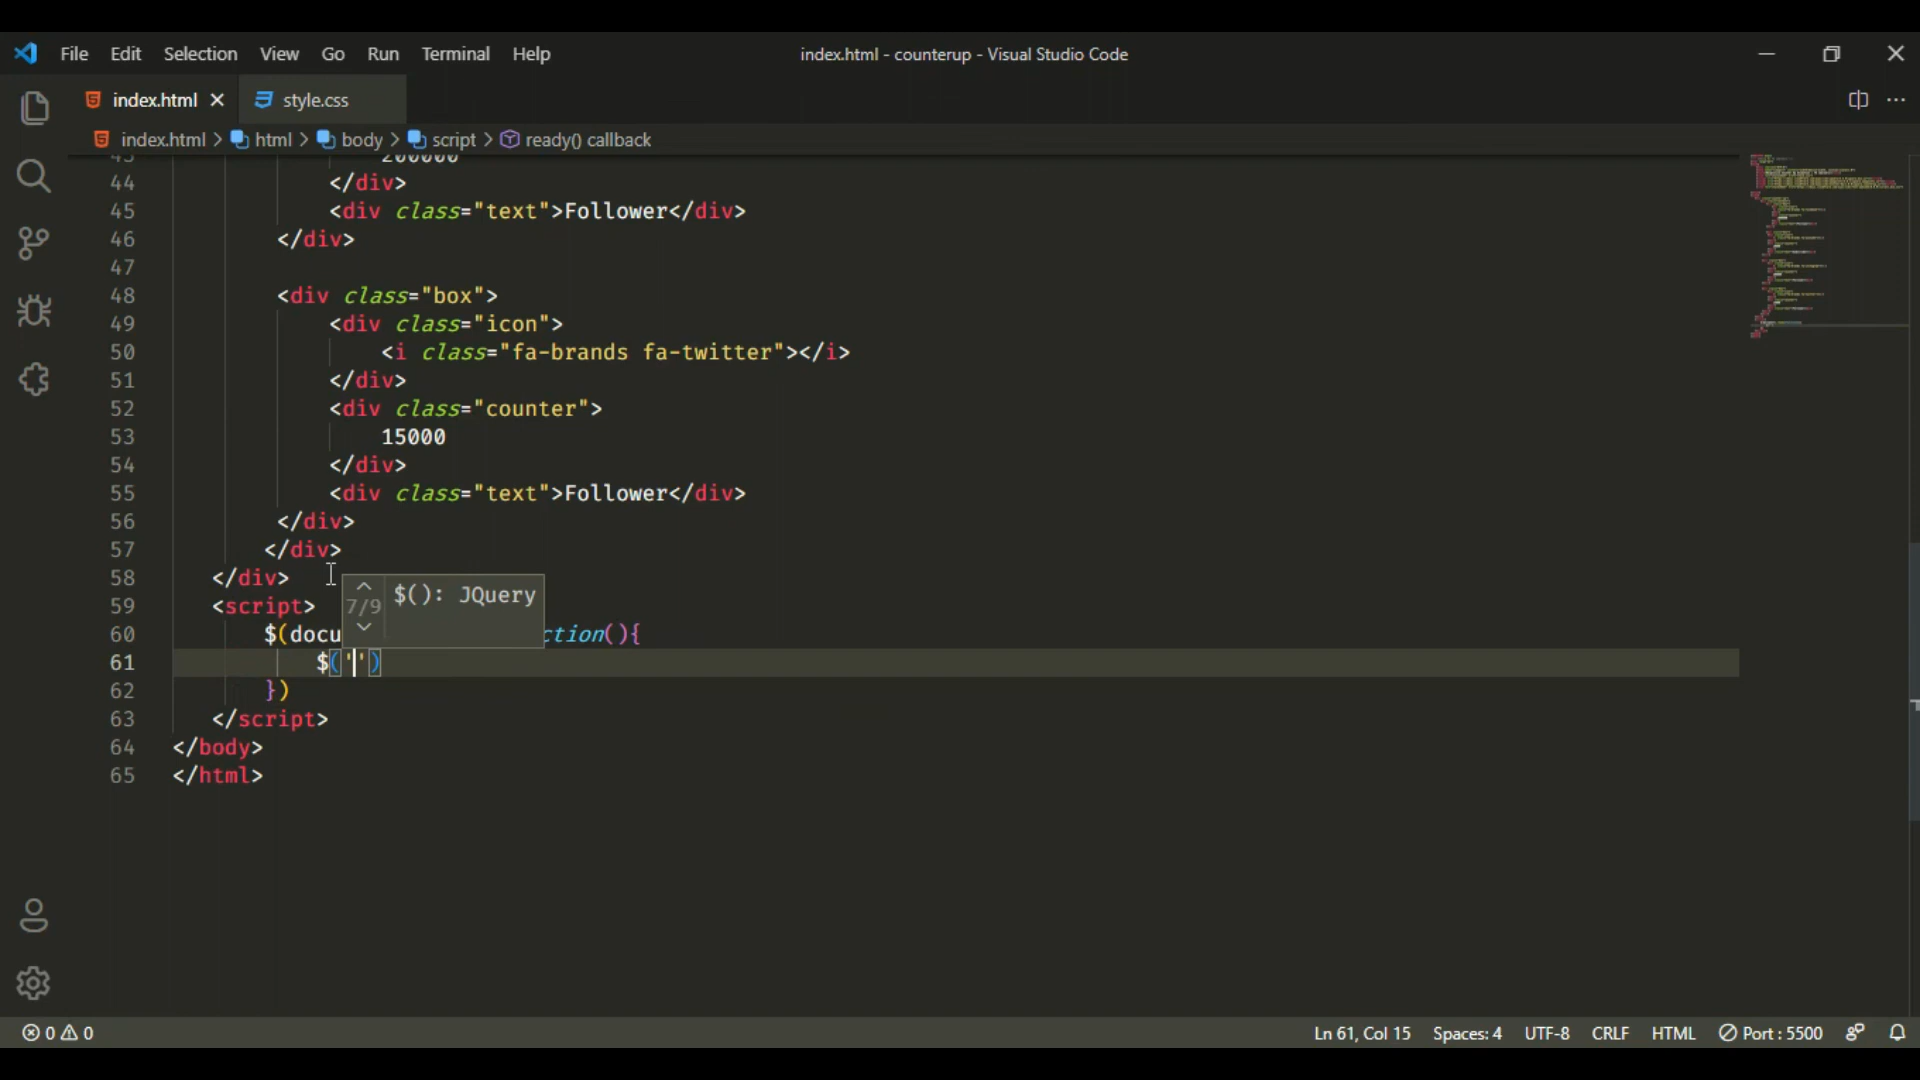 File Edit Selection View Go Run Terminal Help index.html - counterup - Visual Studio Code
index.html style.css
index.html > html > body > script > ready() callback
43 200000
44 </div>
45 <div class="text">Follower</div>
46 </div>
47
48 <div class="box">
49 <div class="icon">
50 <i class="fa-brands fa-twitter"></i>
51 </div>
52 <div class="counter">
53 15000
54 </div>
55 <div class="text">Follower</div>
56 </div>
57 </div>
58 </div>
59 <script>
7/9 $(): JQuery
60 $(docu ction(){
61 $('')
62 })
63 </script>
64 </body>
65 </html>
0 0 Ln 61, Col 15 Spaces: 4 UTF-8 CRLF HTML Port : 5500